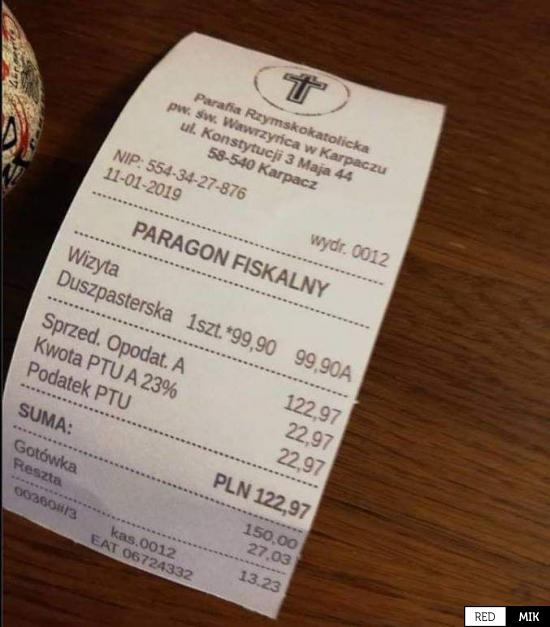 Parafia Rzymskokatolicka
pw. św. Wawrzyńca w Karpaczu
ul. Konstytucji 3 Maja 44
58-540 Karpacz
NIP: 554-34-27-876
11-01-2019
wydr. 0012
PARAGON FISKALNY
Wizyta
Duszpasterska 1szt.*99,90 99,90A
Sprzed. Opodat. A 122,97
Kwota PTU A 23% 22,97
Podatek PTU 22,97
SUMA: PLN 122,97
Gotówka 150,00
Reszta 27,03
00360#/3 kas.0012 13.23
EAT 06724332
RED MIK